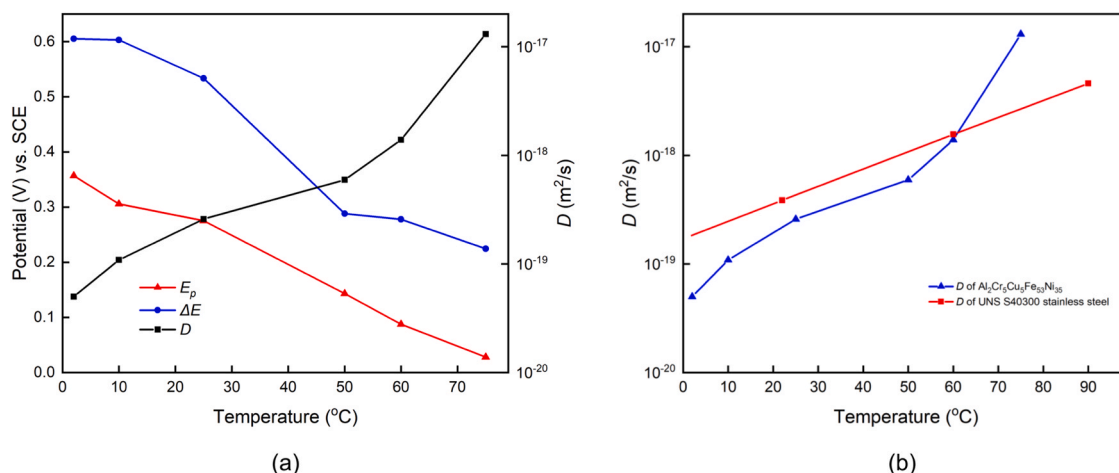 0.6
0.5
0.4
0.3
0.2
0.1
0.0
Potential (V) vs. SCE
E_p
ΔE
D
10⁻¹⁷
10⁻¹⁸
10⁻¹⁹
10⁻²⁰
D (m²/s)
0 10 20 30 40 50 60 70
Temperature (°C)
(a)
10⁻¹⁷
10⁻¹⁸
10⁻¹⁹
10⁻²⁰
D (m²/s)
D of Al₂Cr₅Cu₅Fe₅₃Ni₃₅
D of UNS S40300 stainless steel
0 10 20 30 40 50 60 70 80 90
Temperature (°C)
(b)